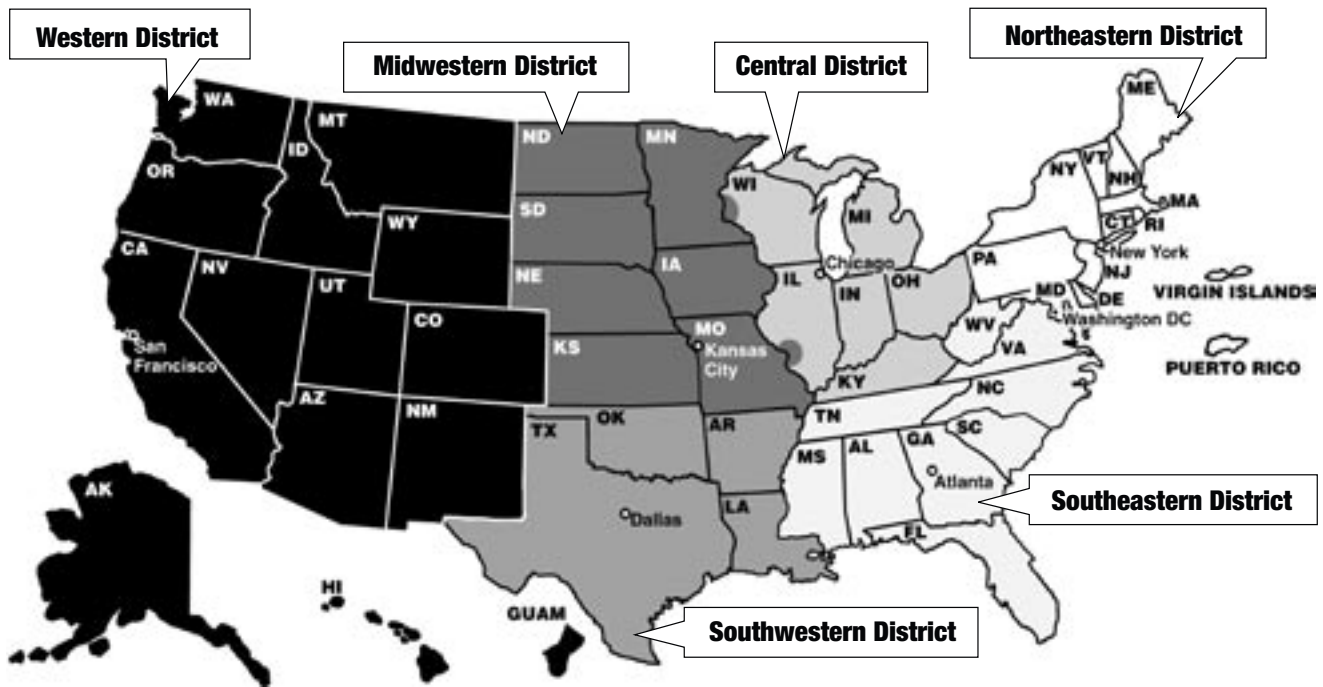 Western District
Midwestern District
Central District
Northeastern District
WA
MT
ND
MN
ME
ID
OR
WI
NY
VT
NH
SD
WY
MI
MA
CT
RI
CA
NV
New York
IA
PA
NE
UT
IL
Chicago
IN
OH
NJ
MD
DE
VIRGIN ISLANDS
Washington DC
CO
MO
WV
KS
Kansas
City
VA
San
Francisco
PUERTO RICO
KY
AZ
NM
NC
TN
OK
TX
AR
SC
MS
AL
GA
Atlanta
AK
Southeastern District
LA
Dallas
FL
HI
GUAM
Southwestern District